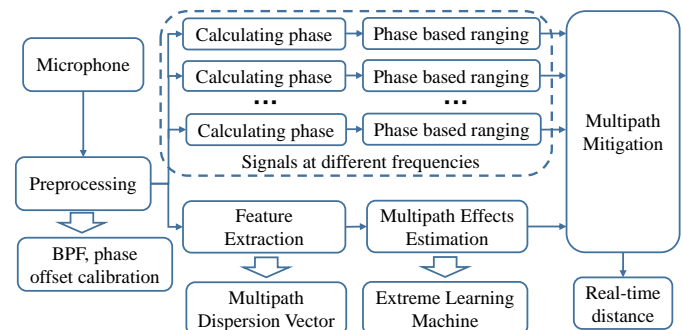 Microphone
Preprocessing
BPF, phase
offset calibration
Calculating phase
Phase based ranging
Calculating phase
Phase based ranging
...
...
Calculating phase
Phase based ranging
Signals at different frequencies
Feature
Extraction
Multipath Effects
Estimation
Multipath
Dispersion Vector
Extreme Learning
Machine
Multipath
Mitigation
Real-time
distance